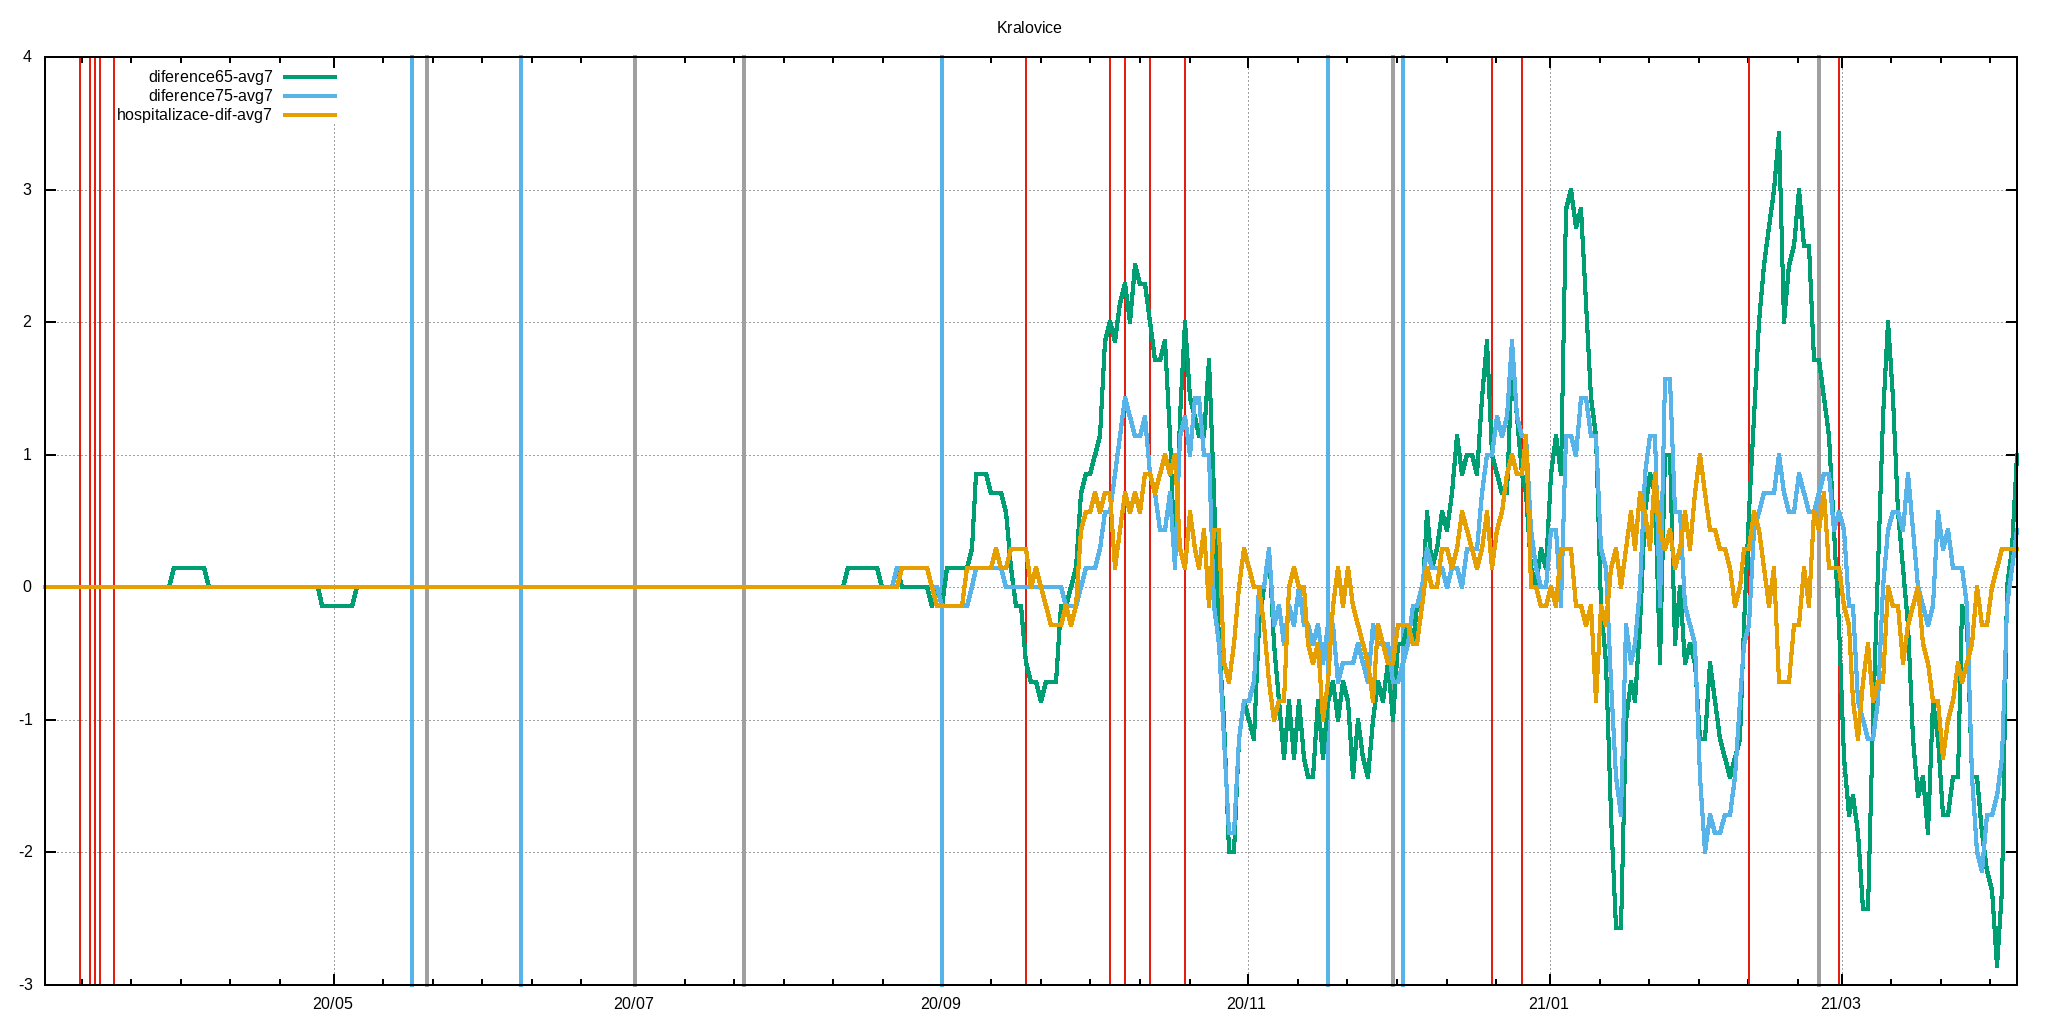 Kralovice
diference65-avg7
diference75-avg7
hospitalizace-dif-avg7
4
3
2
1
0
-1
-2
-3
20/05 20/07 20/09 20/11 21/01 21/03